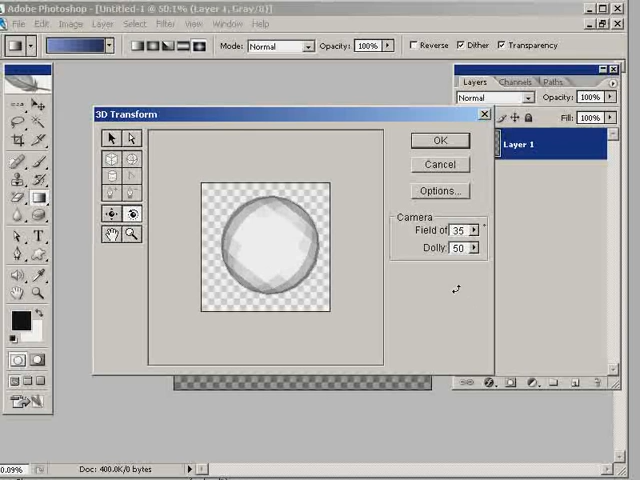 Adobe Photoshop - [Untitled-1 @ 50.1% (Layer 1, Gray/8)]
File Edit Image Layer Select Filter View Window Help
Mode: Normal Opacity: 100% Reverse Dither Transparency
Layers Channels Paths
Normal Opacity: 100%
Fill: 100%
Layer 1
3D Transform
OK
Cancel
Options...
Camera
Field of 35 °
Dolly: 50
0.09% Doc: 400.0K/0 bytes